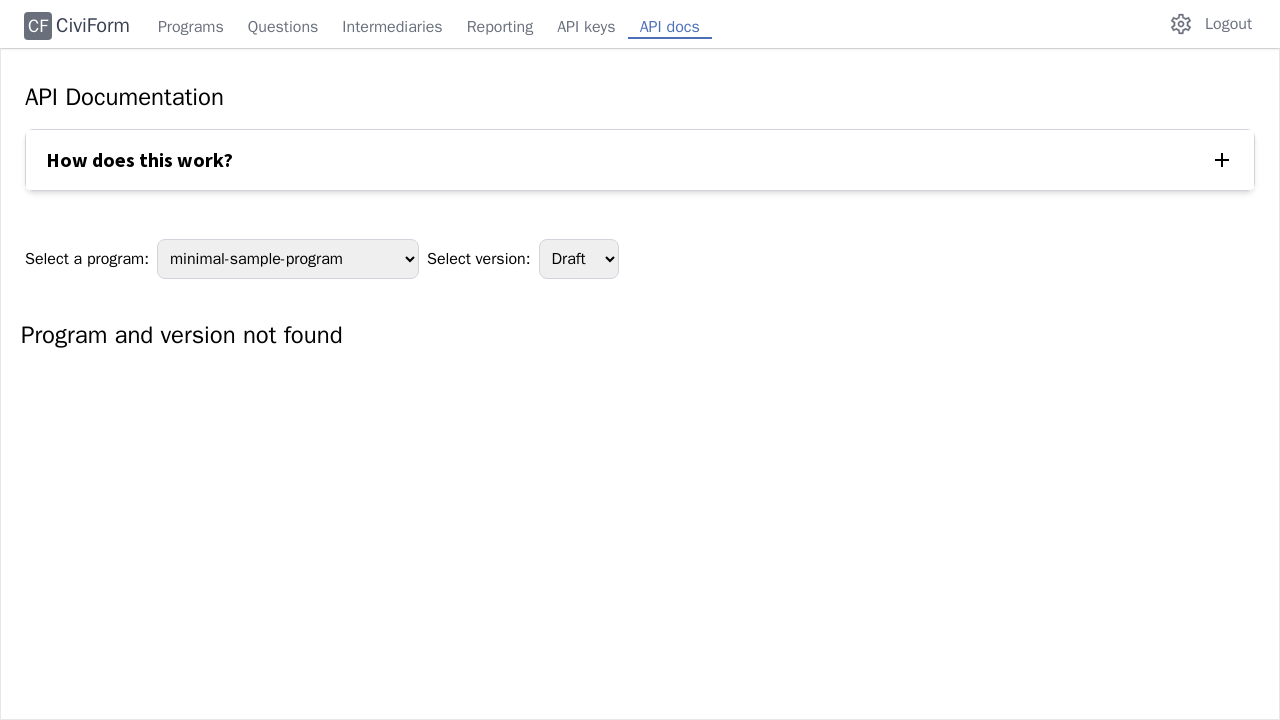 CF CiviForm Programs Questions Intermediaries Reporting API keys API docs Logout
API Documentation
How does this work?
Select a program: minimal-sample-program Select version: Draft
Program and version not found